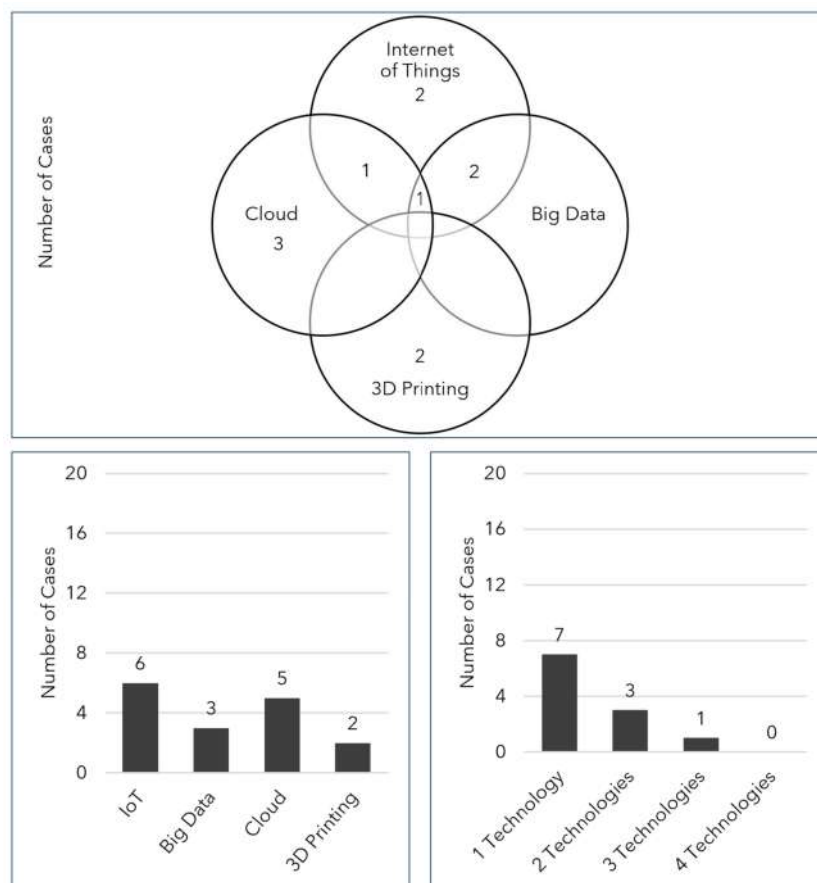 Number of Cases
Internet
of Things
2
1
2
1
Cloud
3
Big Data
2
3D Printing
Number of Cases
20
16
12
8
4
0
6
3
5
2
IoT
Big Data
Cloud
3D Printing
Number of Cases
20
16
12
8
4
0
7
3
1
0
1 Technology
2 Technologies
3 Technologies
4 Technologies